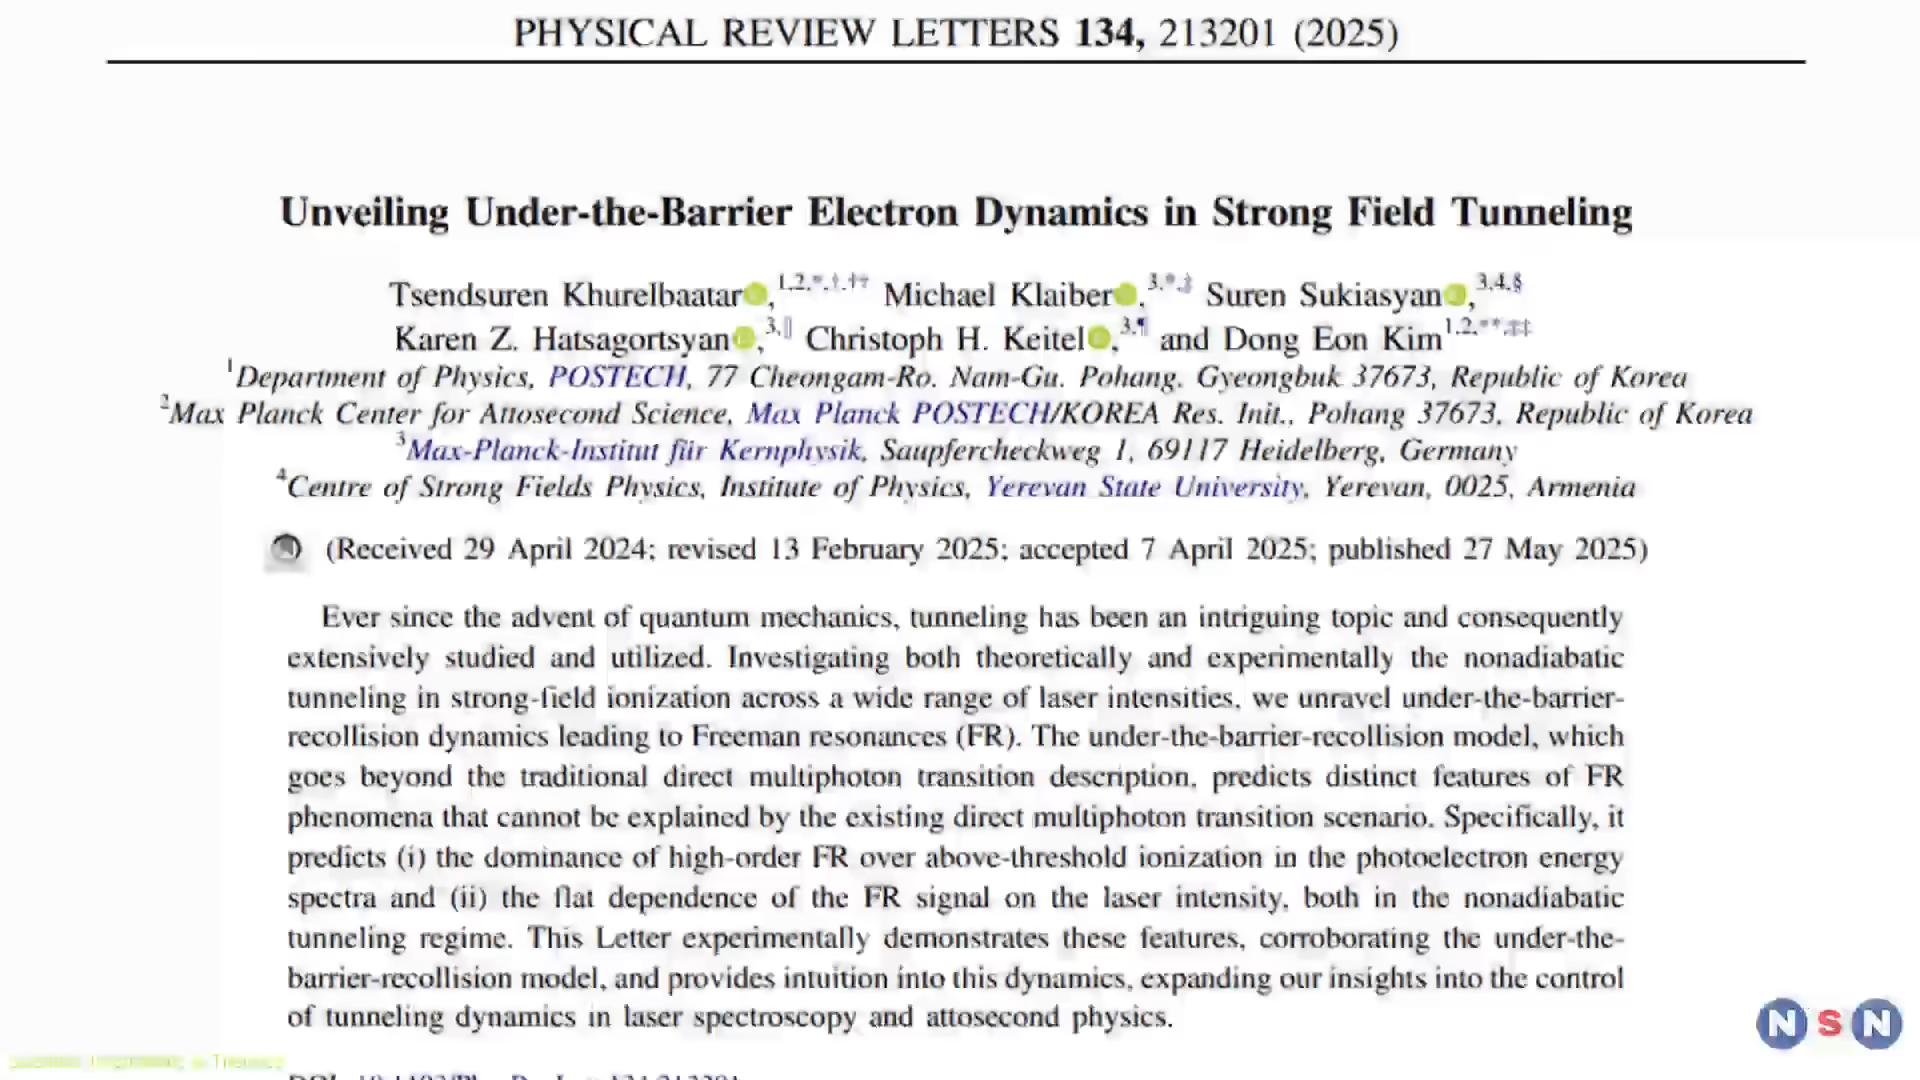 PHYSICAL REVIEW LETTERS 134, 213201 (2025)
Unveiling Under-the-Barrier Electron Dynamics in Strong Field Tunneling
Tsendsuren Khurelbaatar, 1,2,*,†,†† Michael Klaiber, 3,*,‡ Suren Sukiasyan, 3,4,§
Karen Z. Hatsagortsyan, 3,‖ Christoph H. Keitel, 3,¶ and Dong Eon Kim 1,2,**,‡‡
1Department of Physics, POSTECH, 77 Cheongam-Ro. Nam-Gu. Pohang. Gyeongbuk 37673, Republic of Korea
2Max Planck Center for Attosecond Science, Max Planck POSTECH/KOREA Res. Init., Pohang 37673, Republic of Korea
3Max-Planck-Institut für Kernphysik, Saupfercheckweg 1, 69117 Heidelberg, Germany
4Centre of Strong Fields Physics, Institute of Physics, Yerevan State University, Yerevan, 0025, Armenia
(Received 29 April 2024; revised 13 February 2025; accepted 7 April 2025; published 27 May 2025)
Ever since the advent of quantum mechanics, tunneling has been an intriguing topic and consequently
extensively studied and utilized. Investigating both theoretically and experimentally the nonadiabatic
tunneling in strong-field ionization across a wide range of laser intensities, we unravel under-the-barrier-
recollision dynamics leading to Freeman resonances (FR). The under-the-barrier-recollision model, which
goes beyond the traditional direct multiphoton transition description, predicts distinct features of FR
phenomena that cannot be explained by the existing direct multiphoton transition scenario. Specifically, it
predicts (i) the dominance of high-order FR over above-threshold ionization in the photoelectron energy
spectra and (ii) the flat dependence of the FR signal on the laser intensity, both in the nonadiabatic
tunneling regime. This Letter experimentally demonstrates these features, corroborating the under-the-
barrier-recollision model, and provides intuition into this dynamics, expanding our insights into the control
of tunneling dynamics in laser spectroscopy and attosecond physics.
N S N